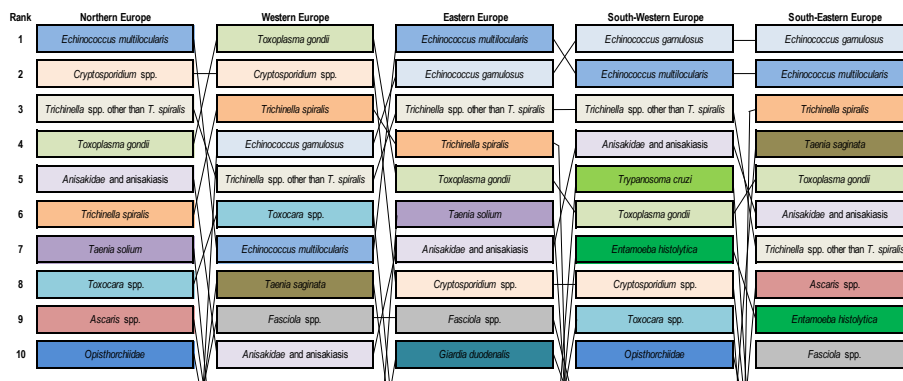 Rank Northern Europe Western Europe Eastern Europe South-Western Europe South-Eastern Europe
1 Echinococcus multilocularis Toxoplasma gondii Echinococcus multilocularis Echinococcus gamulosus Echinococcus gamulosus
2 Cryptosporidium spp. Cryptosporidium spp. Echinococcus gamulosus Echinococcus multilocularis Echinococcus multilocularis
3 Trichinella spp. other than T. spiralis Trichinella spiralis Trichinella spp. other than T. spiralis Trichinella spp. other than T. spiralis Trichinella spiralis
4 Toxoplasma gondii Echinococcus gamulosus Trichinella spiralis Anisakidae and anisakiasis Taenia saginata
5 Anisakidae and anisakiasis Trichinella spp. other than T. spiralis Toxoplasma gondii Trypanosoma cruzi Toxoplasma gondii
6 Trichinella spiralis Toxocara spp. Taenia solium Toxoplasma gondii Anisakidae and anisakiasis
7 Taenia solium Echinococcus multilocularis Anisakidae and anisakiasis Entamoeba histolytica Trichinella spp. other than T. spiralis
8 Toxocara spp. Taenia saginata Cryptosporidium spp. Cryptosporidium spp. Ascaris spp.
9 Ascaris spp. Fasciola spp. Fasciola spp. Toxocara spp. Entamoeba histolytica
10 Opisthorchiidae Anisakidae and anisakiasis Giardia duodenalis Opisthorchiidae Fasciola spp.